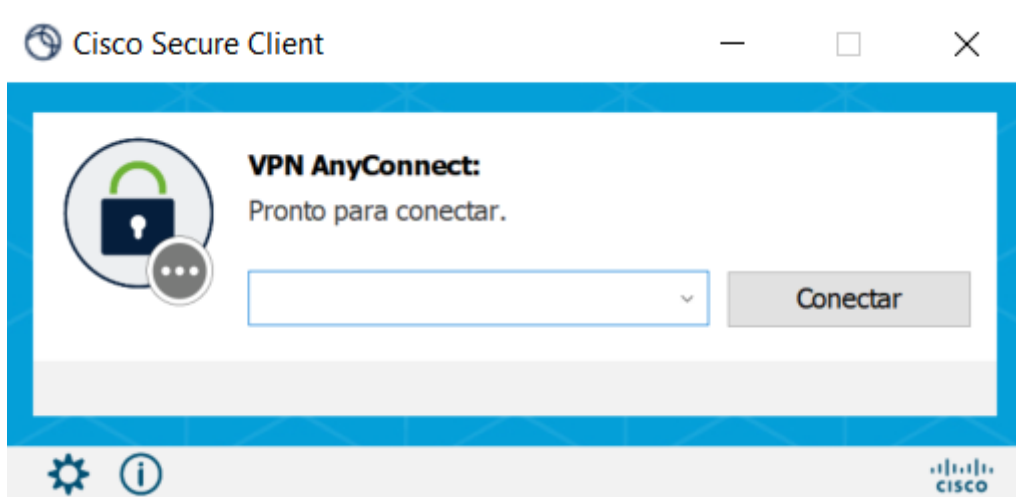 Cisco Secure Client
VPN AnyConnect:
Pronto para conectar.
Conectar
CISCO